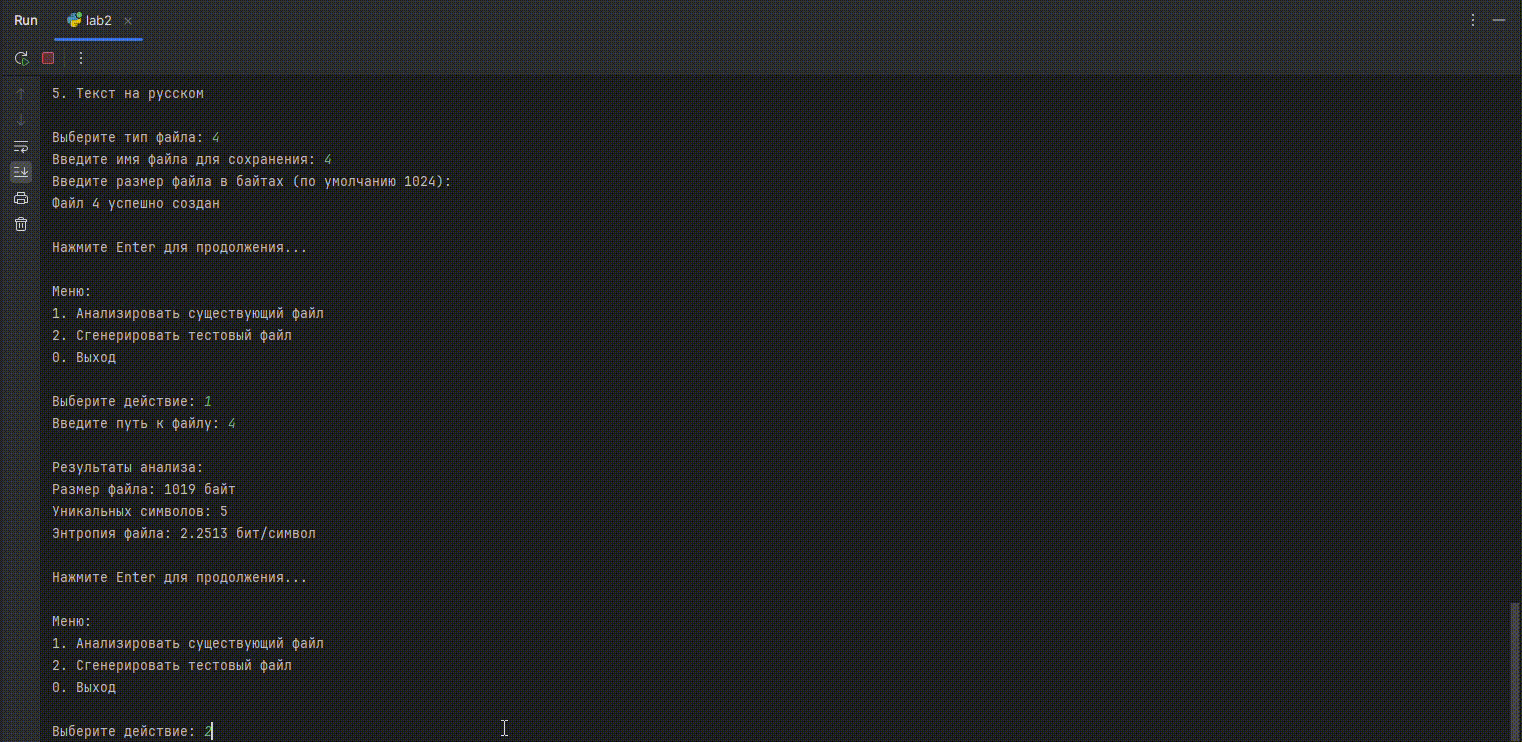 Run lab2
5. Текст на русском
Выберите тип файла: 4
Введите имя файла для сохранения: 4
Введите размер файла в байтах (по умолчанию 1024):
Файл 4 успешно создан
Нажмите Enter для продолжения...
Меню:
1. Анализировать существующий файл
2. Сгенерировать тестовый файл
0. Выход
Выберите действие: 1
Введите путь к файлу: 4
Результаты анализа:
Размер файла: 1019 байт
Уникальных символов: 5
Энтропия файла: 2.2513 бит/символ
Нажмите Enter для продолжения...
Меню:
1. Анализировать существующий файл
2. Сгенерировать тестовый файл
0. Выход
Выберите действие: 2